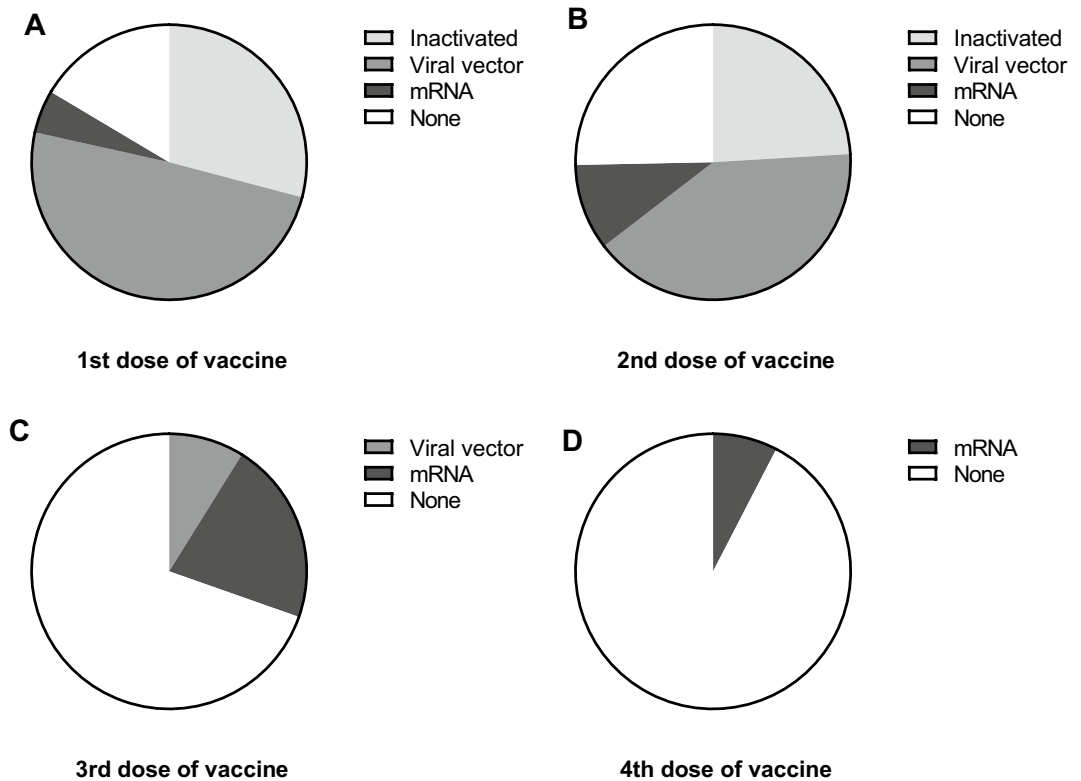 A
Inactivated
Viral vector
mRNA
None
1st dose of vaccine
B
Inactivated
Viral vector
mRNA
None
2nd dose of vaccine
C
Viral vector
mRNA
None
3rd dose of vaccine
D
mRNA
None
4th dose of vaccine